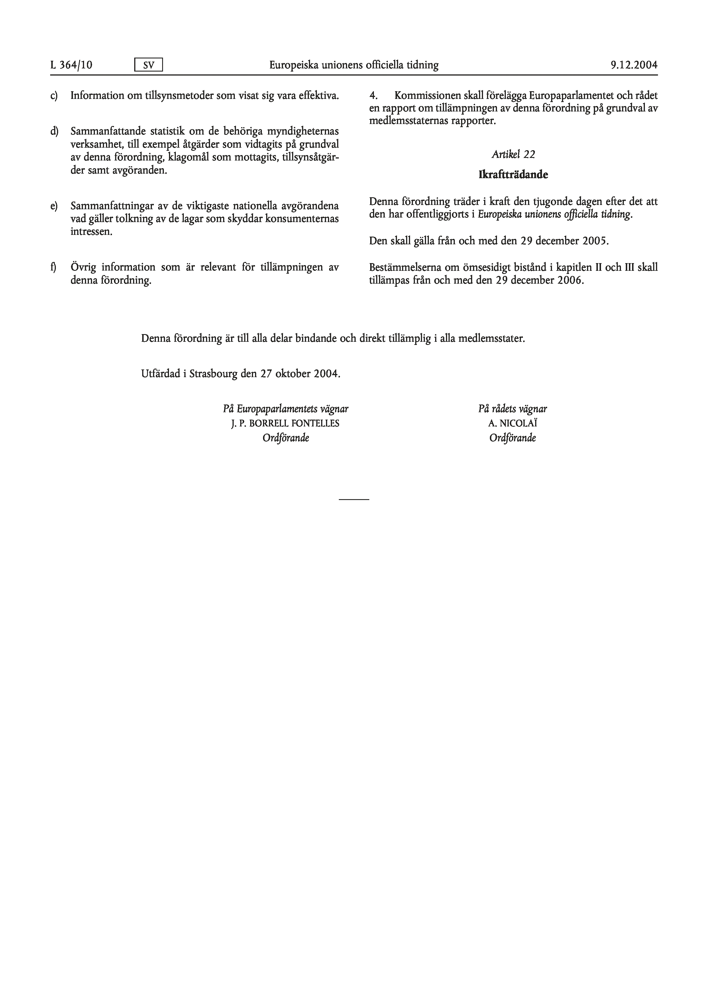 L 364/10 SV Europeiska unionens officiella tidning 9.12.2004
c) Information om tillsynsmetoder som visat sig vara effektiva.
d) Sammanfattande statistik om de behöriga myndigheternas
verksamhet, till exempel åtgärder som vidtagits på grundval
av denna förordning, klagomål som mottagits, tillsynsåtgär-
der samt avgöranden.
e) Sammanfattningar av de viktigaste nationella avgörandena
vad gäller tolkning av de lagar som skyddar konsumenternas
intressen.
f) Övrig information som är relevant för tillämpningen av
denna förordning.
4. Kommissionen skall förelägga Europaparlamentet och rådet
en rapport om tillämpningen av denna förordning på grundval av
medlemsstaternas rapporter.
Artikel 22
Ikraftträdande
Denna förordning träder i kraft den tjugonde dagen efter det att
den har offentliggjorts i Europeiska unionens officiella tidning.
Den skall gälla från och med den 29 december 2005.
Bestämmelserna om ömsesidigt bistånd i kapitlen II och III skall
tillämpas från och med den 29 december 2006.
Denna förordning är till alla delar bindande och direkt tillämplig i alla medlemsstater.
Utfärdad i Strasbourg den 27 oktober 2004.
På Europaparlamentets vägnar
J. P. BORRELL FONTELLES
Ordförande
På rådets vägnar
A. NICOLAÏ
Ordförande